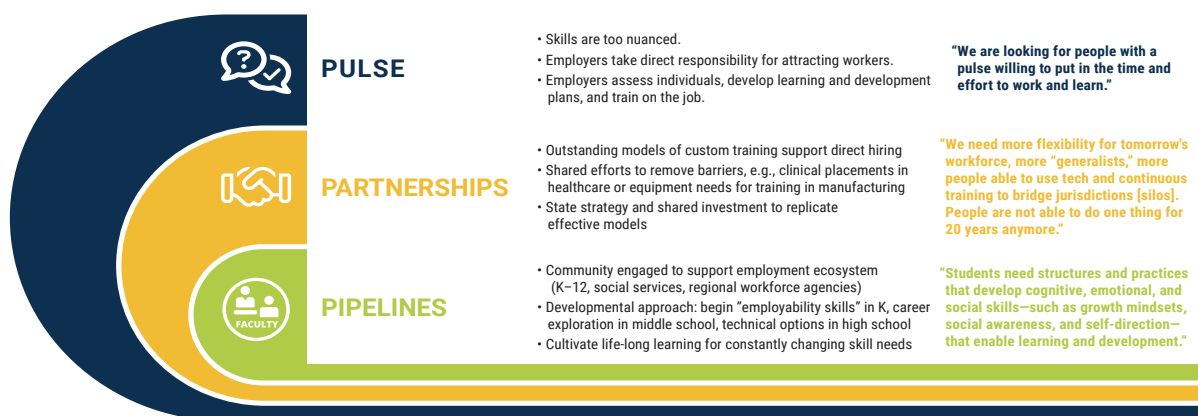 ?
PULSE
• Skills are too nuanced.
• Employers take direct responsibility for attracting workers.
• Employers assess individuals, develop learning and development
plans, and train on the job.
“We are looking for people with a
pulse willing to put in the time and
effort to work and learn.”
PARTNERSHIPS
• Outstanding models of custom training support direct hiring
• Shared efforts to remove barriers, e.g., clinical placements in
healthcare or equipment needs for training in manufacturing
• State strategy and shared investment to replicate
effective models
“We need more flexibility for tomorrow's
workforce, more “generalists,” more
people able to use tech and continuous
training to bridge jurisdictions [silos].
People are not able to do one thing for
20 years anymore.”
FACULTY
PIPELINES
• Community engaged to support employment ecosystem
(K–12, social services, regional workforce agencies)
• Developmental approach: begin ”employability skills” in K, career
exploration in middle school, technical options in high school
• Cultivate life-long learning for constantly changing skill needs
“Students need structures and practices
that develop cognitive, emotional, and
social skills—such as growth mindsets,
social awareness, and self-direction—
that enable learning and development.”